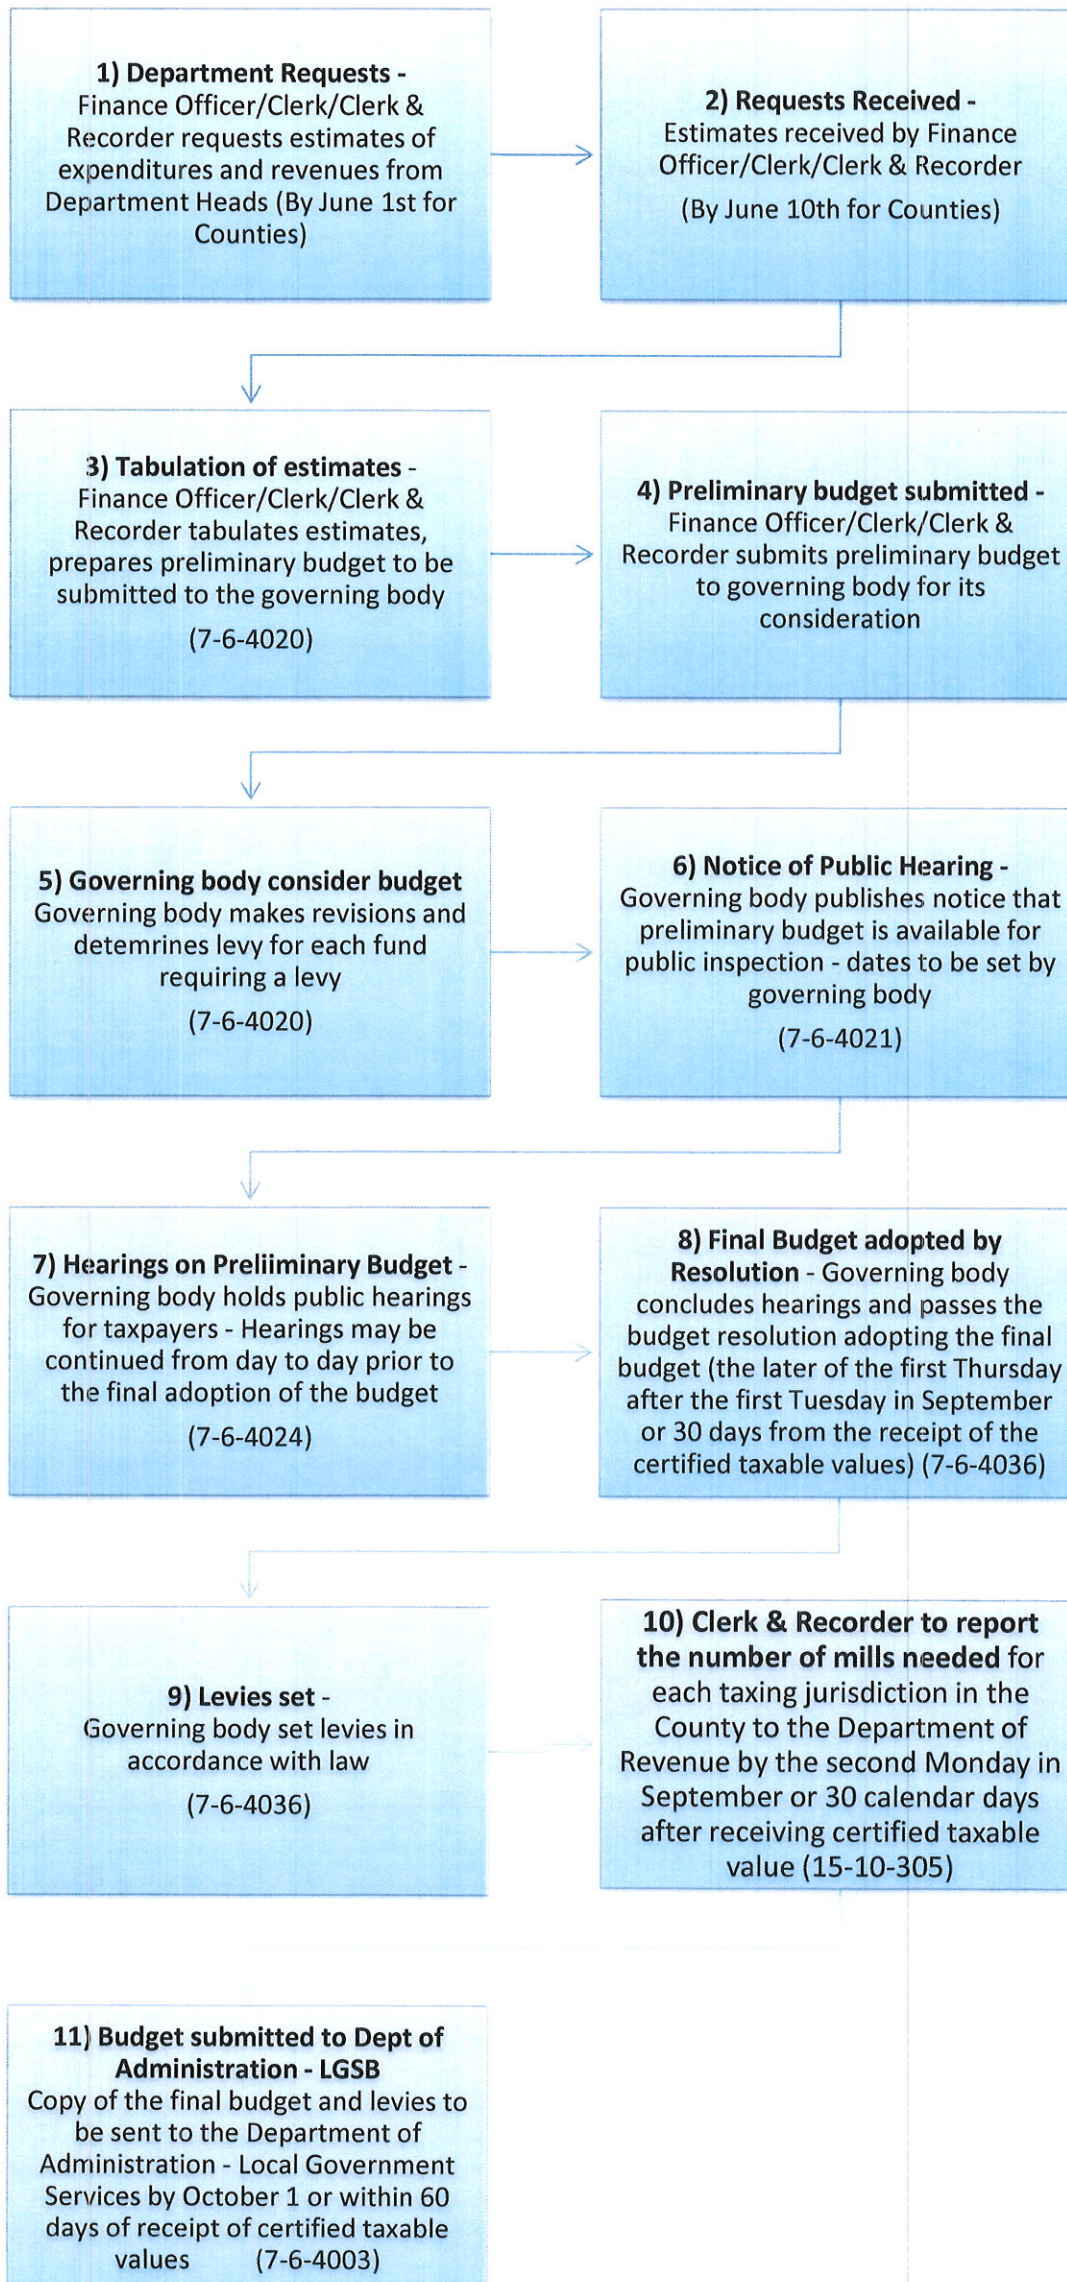 1) Department Requests -
Finance Officer/Clerk/Clerk &
Recorder requests estimates of
expenditures and revenues from
Department Heads (By June 1st for
Counties)
2) Requests Received -
Estimates received by Finance
Officer/Clerk/Clerk & Recorder
(By June 10th for Counties)
3) Tabulation of estimates -
Finance Officer/Clerk/Clerk &
Recorder tabulates estimates,
prepares preliminary budget to be
submitted to the governing body
(7-6-4020)
4) Preliminary budget submitted -
Finance Officer/Clerk/Clerk &
Recorder submits preliminary budget
to governing body for its
consideration
5) Governing body consider budget
Governing body makes revisions and
detemrines levy for each fund
requiring a levy
(7-6-4020)
6) Notice of Public Hearing -
Governing body publishes notice that
preliminary budget is available for
public inspection - dates to be set by
governing body
(7-6-4021)
7) Hearings on Preliiminary Budget -
Governing body holds public hearings
for taxpayers - Hearings may be
continued from day to day prior to
the final adoption of the budget
(7-6-4024)
8) Final Budget adopted by
Resolution - Governing body
concludes hearings and passes the
budget resolution adopting the final
budget (the later of the first Thursday
after the first Tuesday in September
or 30 days from the receipt of the
certified taxable values) (7-6-4036)
9) Levies set -
Governing body set levies in
accordance with law
(7-6-4036)
10) Clerk & Recorder to report
the number of mills needed for
each taxing jurisdiction in the
County to the Department of
Revenue by the second Monday in
September or 30 calendar days
after receiving certified taxable
value (15-10-305)
11) Budget submitted to Dept of
Administration - LGSB
Copy of the final budget and levies to
be sent to the Department of
Administration - Local Government
Services by October 1 or within 60
days of receipt of certified taxable
values (7-6-4003)